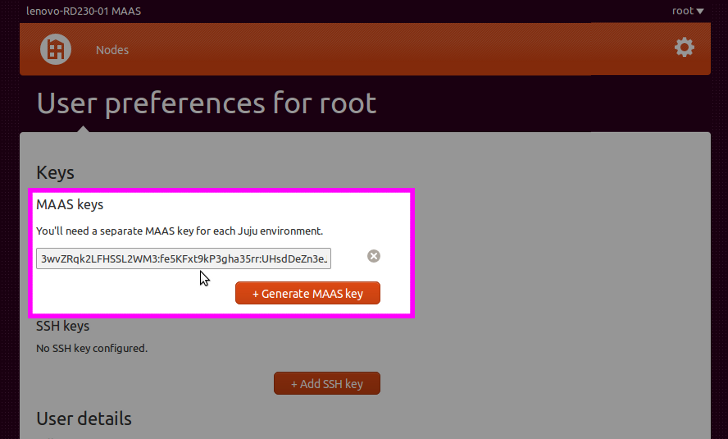 lenovo-RD230-01 MAAS
root
Nodes
User preferences for root
Keys
MAAS keys
You'll need a separate MAAS key for each Juju environment.
3wvZRqk2LFHSSL2WM3:fe5KFxt9kP3gha35rr:UHsdDeZn3e..
+ Generate MAAS key
SSH keys
No SSH key configured.
+ Add SSH key
User details